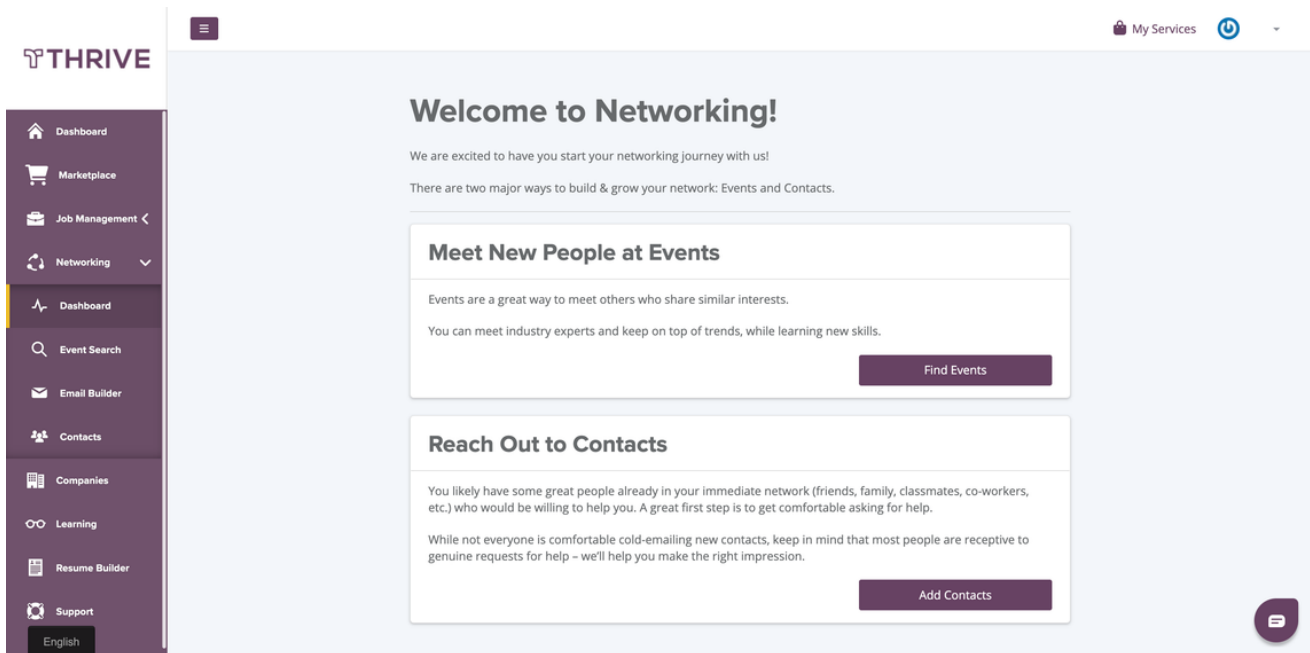 THRIVE
My Services
Dashboard
Marketplace
Job Management
Networking
Dashboard
Event Search
Email Builder
Contacts
Companies
Learning
Resume Builder
Support
English
Welcome to Networking!
We are excited to have you start your networking journey with us!
There are two major ways to build & grow your network: Events and Contacts.
Meet New People at Events
Events are a great way to meet others who share similar interests.
You can meet industry experts and keep on top of trends, while learning new skills.
Find Events
Reach Out to Contacts
You likely have some great people already in your immediate network (friends, family, classmates, co-workers,
etc.) who would be willing to help you. A great first step is to get comfortable asking for help.
While not everyone is comfortable cold-emailing new contacts, keep in mind that most people are receptive to
genuine requests for help – we’ll help you make the right impression.
Add Contacts